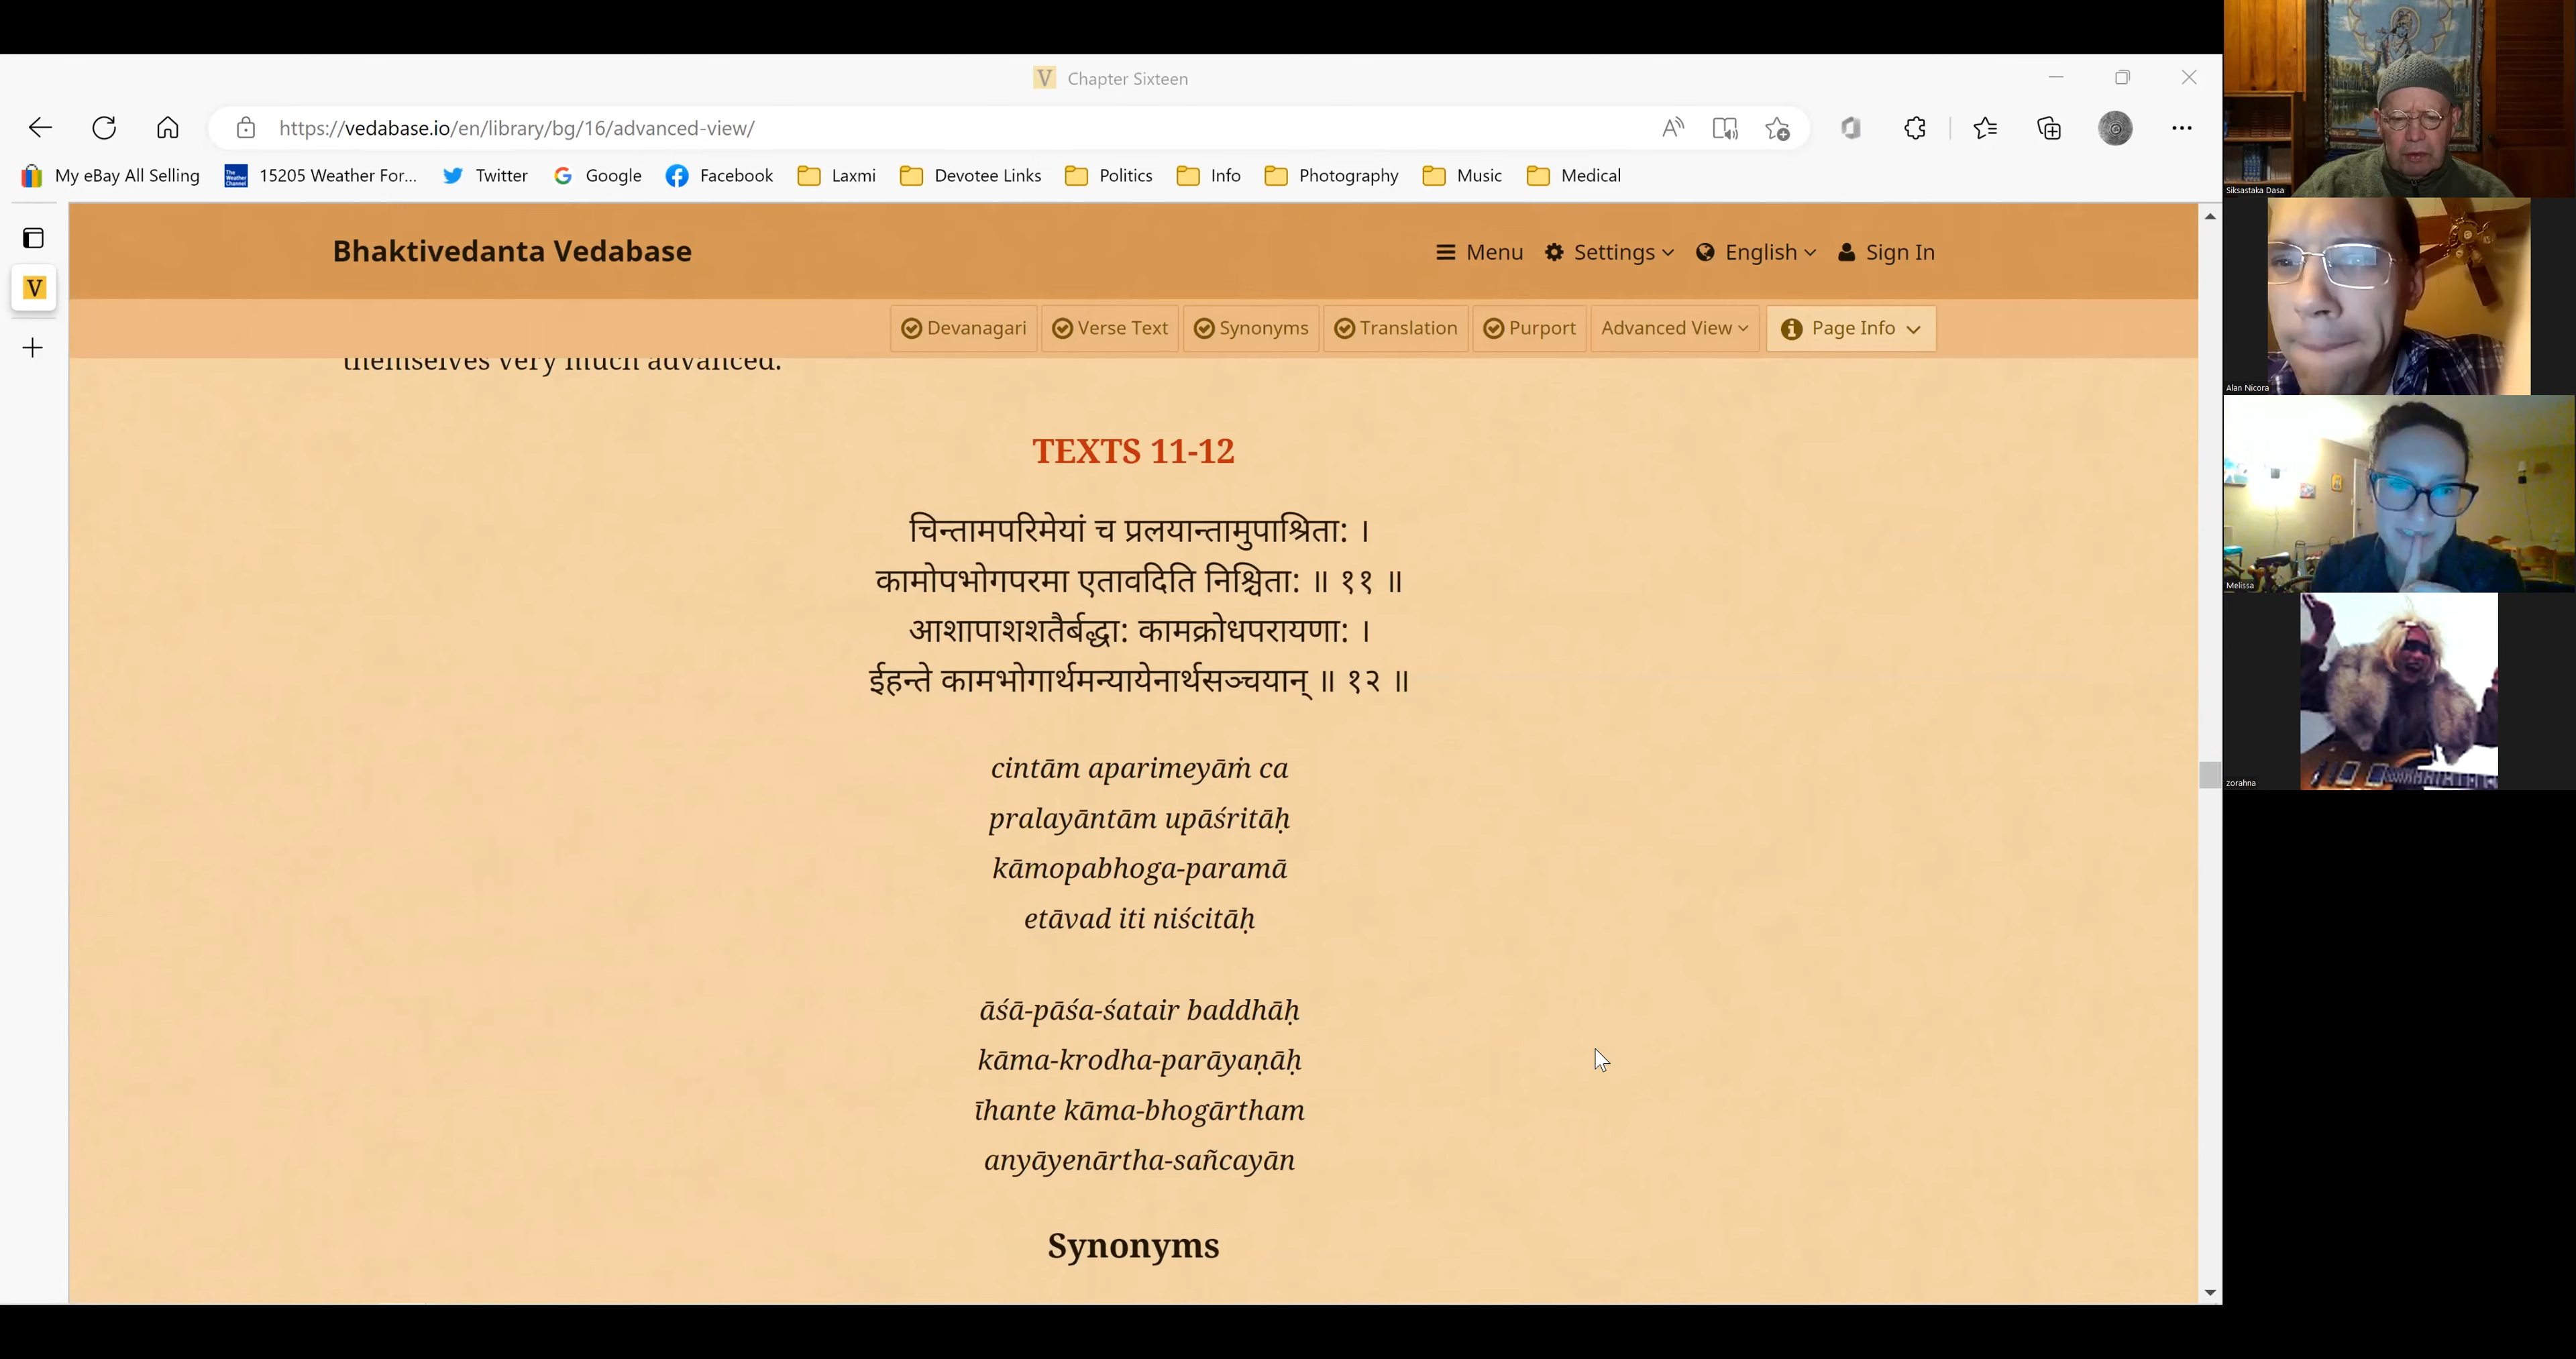 Chapter Sixteen
https://vedabase.io/en/library/bg/16/advanced-view/
My eBay All Selling 15205 Weather For... Twitter Google Facebook Laxmi Devotee Links Politics Info Photography Music Medical
Bhaktivedanta Vedabase Menu Settings English Sign In
Devanagari Verse Text Synonyms Translation Purport Advanced View Page Info
themselves very much advanced.
TEXTS 11-12
चिन्तामपरिमेयां च प्रलयान्तामुपाश्रिता: ।
कामोपभोगपरमा एतावदिति निश्चिता: ॥ ११ ॥
आशापाशशतैर्बद्धा: कामक्रोधपरायणा: ।
ईहन्ते कामभोगार्थमन्यायेनार्थसञ्चयान् ॥ १२ ॥
cintām aparimeyāṁ ca
pralayāntām upāśritāḥ
kāmopabhoga-paramā
etāvad iti niścitāḥ
āśā-pāśa-śatair baddhāḥ
kāma-krodha-parāyaṇāḥ
īhante kāma-bhogārtham
anyāyenārtha-sañcayān
Synonyms
Siksastaka Dasa
Alan Nicora
Melissa
zorahna